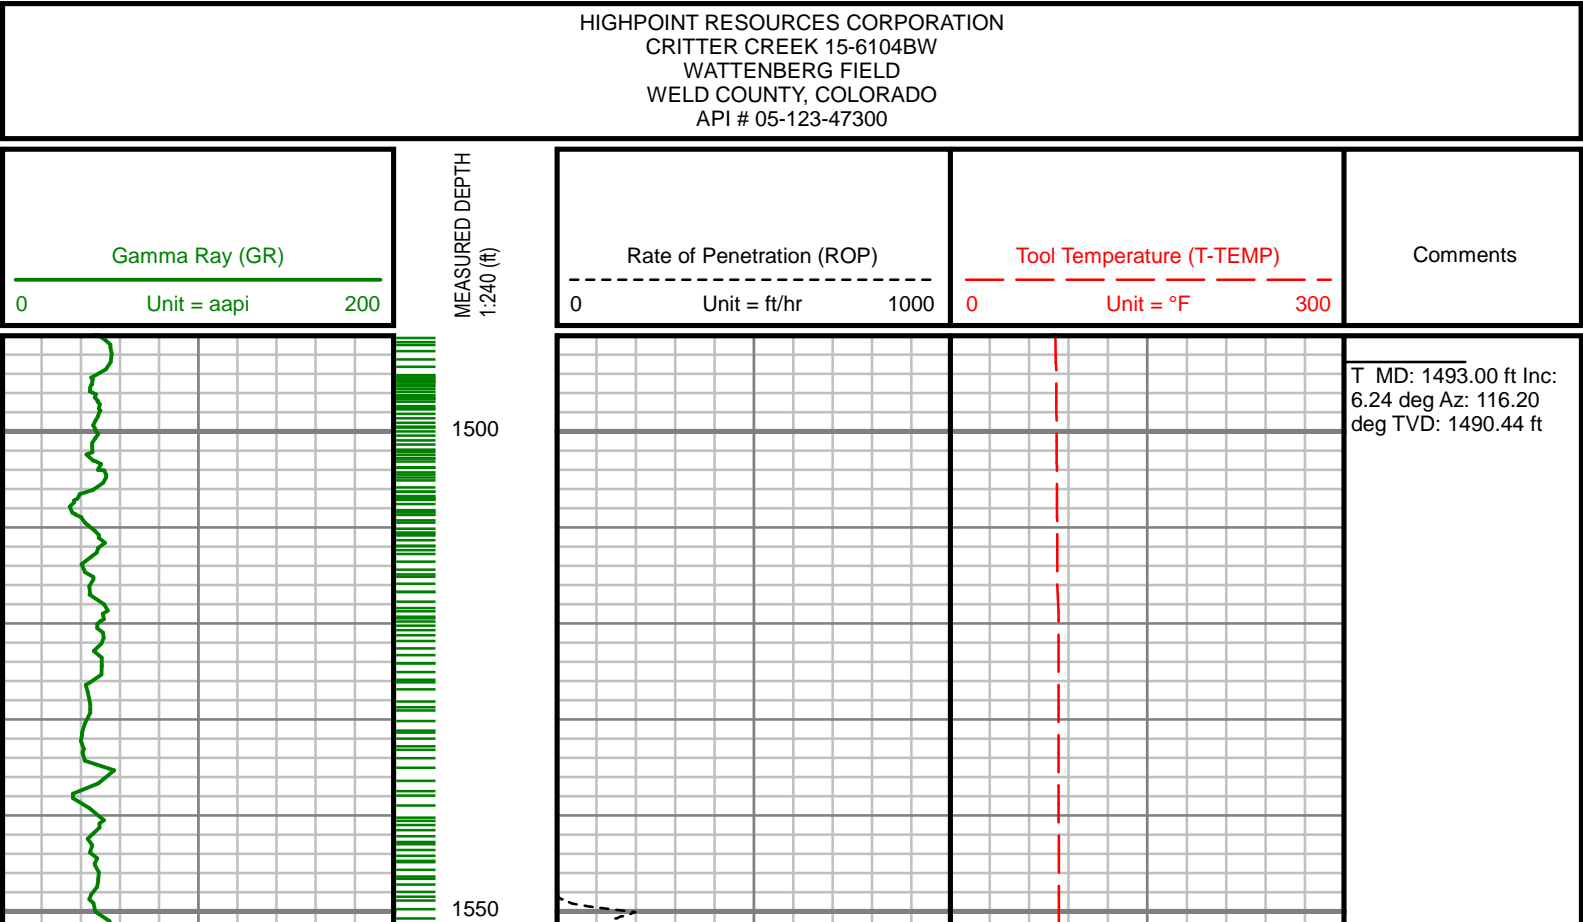 HIGHPOINT RESOURCES CORPORATION
CRITTER CREEK 15-6104BW
WATTENBERG FIELD
WELD COUNTY, COLORADO
API # 05-123-47300
Gamma Ray (GR)
0 Unit = aapi 200
MEASURED DEPTH
1:240 (ft)
Rate of Penetration (ROP)
0 Unit = ft/hr 1000
Tool Temperature (T-TEMP)
0 Unit = °F 300
Comments
T MD: 1493.00 ft Inc:
6.24 deg Az: 116.20
deg TVD: 1490.44 ft
1500
1550